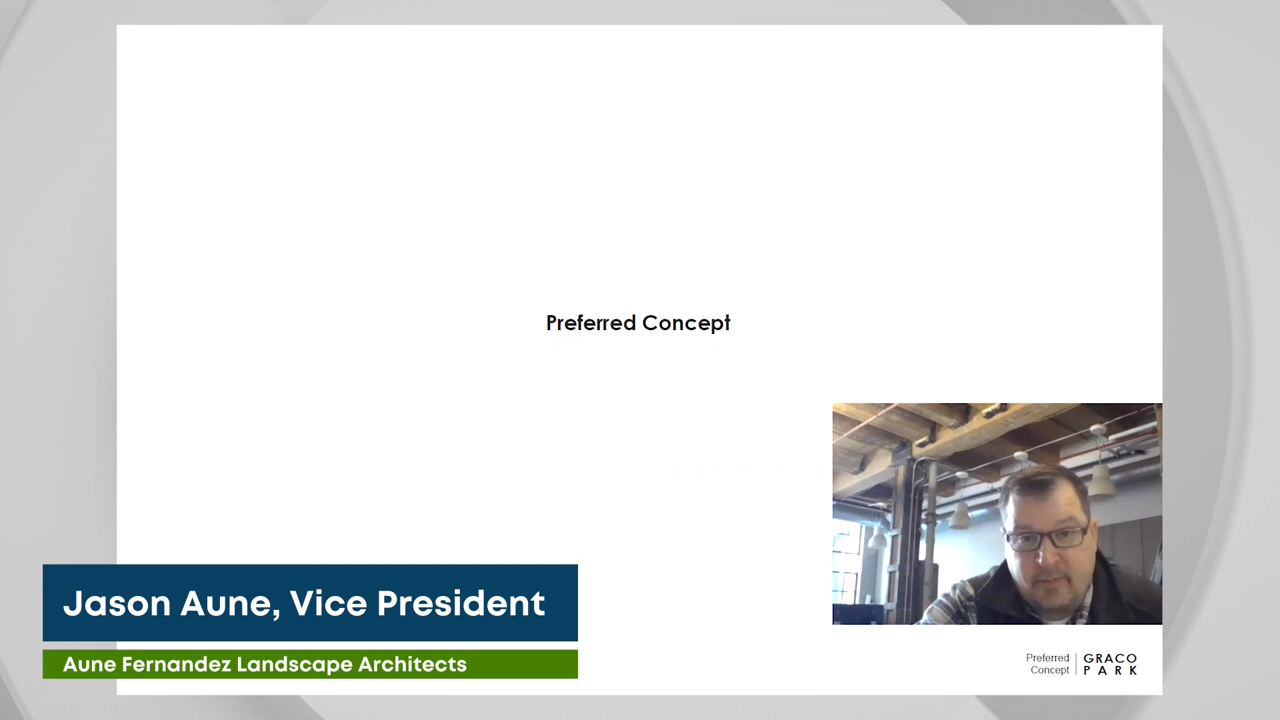 Preferred Concept
Jason Aune, Vice President
Aune Fernandez Landscape Architects
Preferred
Concept
GRACO
PARK